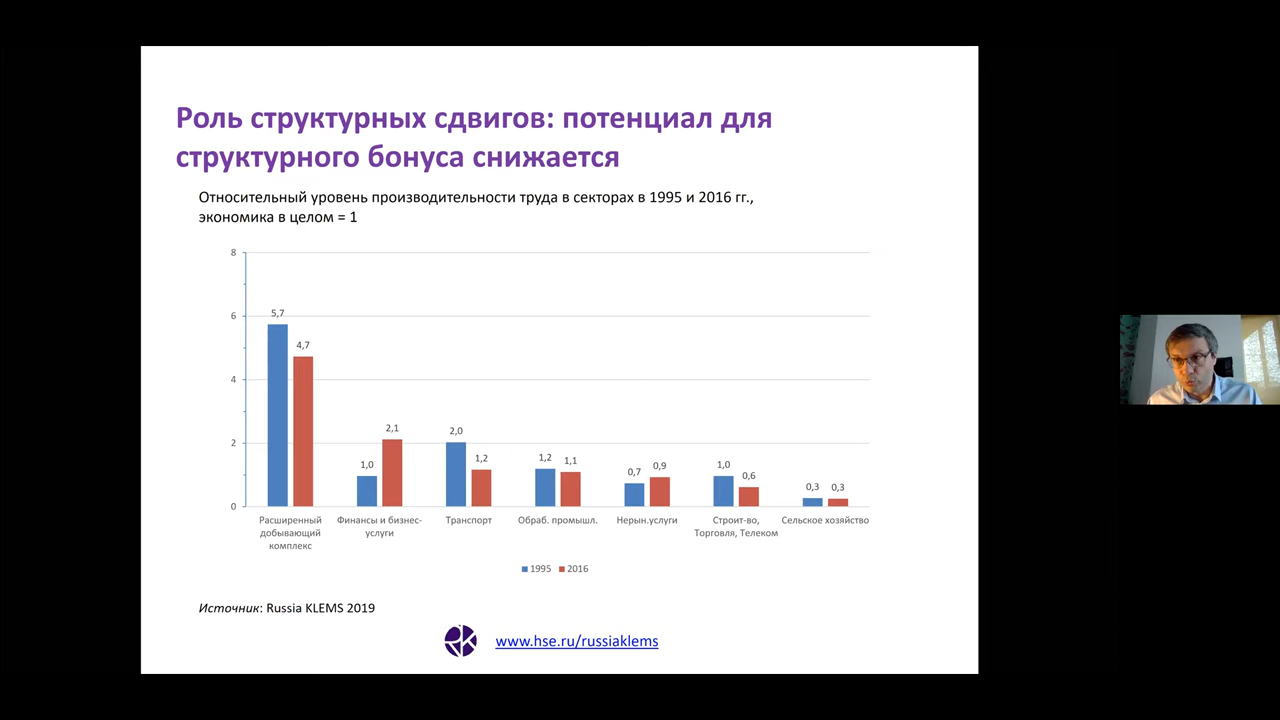 Роль структурных сдвигов: потенциал для
структурного бонуса снижается
Относительный уровень производительности труда в секторах в 1995 и 2016 гг.,
экономика в целом = 1
8
6
4
2
0
5,7
4,7
1,0
2,1
2,0
1,2
1,2
1,1
0,7
0,9
1,0
0,6
0,3
0,3
Расширенный
добывающий
комплекс
Финансы и бизнес-
услуги
Транспорт
Обраб. промышл.
Нерын.услуги
Строит-во,
Торговля, Телеком
Сельское хозяйство
1995
2016
Источник: Russia KLEMS 2019
www.hse.ru/russiaklems